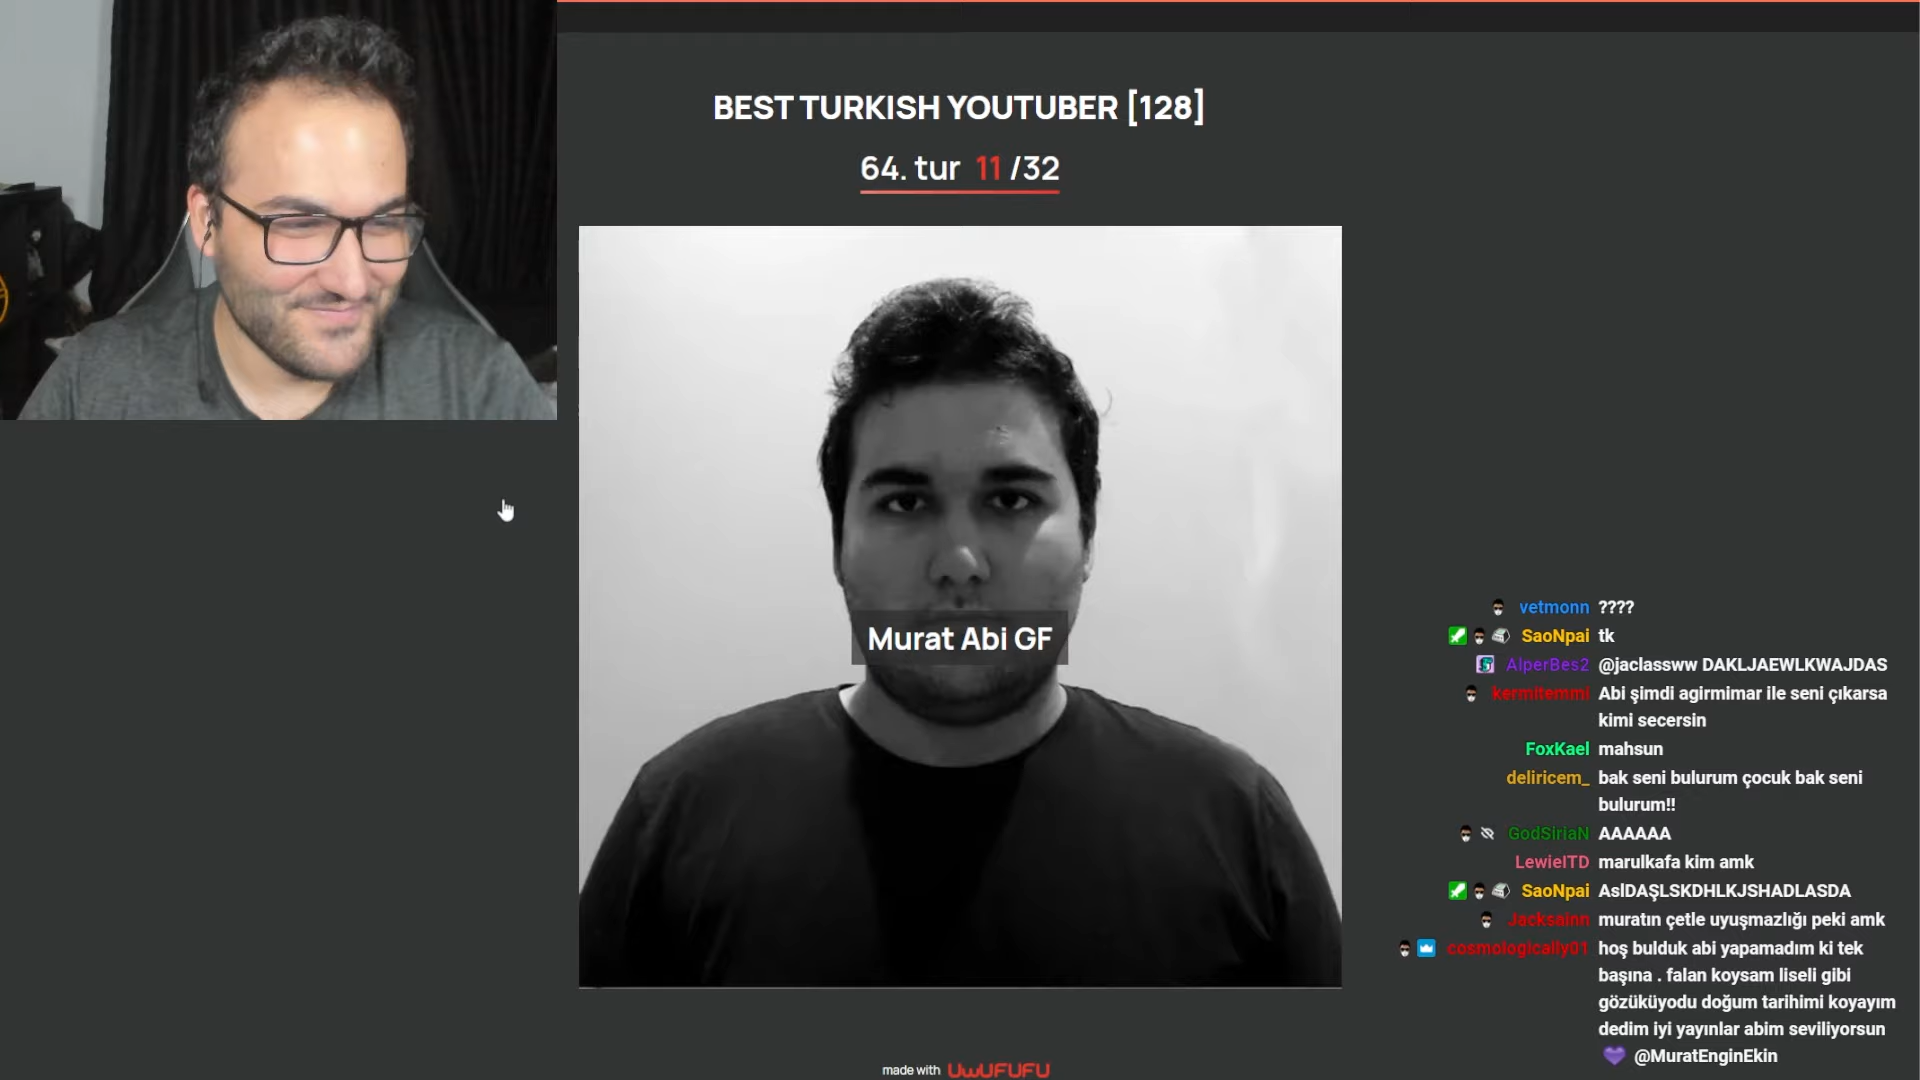 BEST TURKISH YOUTUBER [128]
64. tur 11 /32
Murat Abi GF
vetmonn ????
SaoNpai tk
AlperBes2 @jaclassww DAKLJAEWLKWAJDAS
kermitemmi Abi şimdi agirmimar ile seni çıkarsa
kimi secersin
FoxKael mahsun
deliricem_ bak seni bulurum çocuk bak seni
bulurum!!
GodSiriaN AAAAAA
LewieITD marulkafa kim amk
SaoNpai AslDAŞLSKDHLKJSHADLASDA
Jacksainn muratın çetle uyuşmazlığı peki amk
cosmologically01 hoş bulduk abi yapamadım ki tek
başına . falan koysam liseli gibi
gözüküyodu doğum tarihimi koyayım
dedim iyi yayınlar abim seviliyorsun
@MuratEnginEkin
made with UwUFUFU